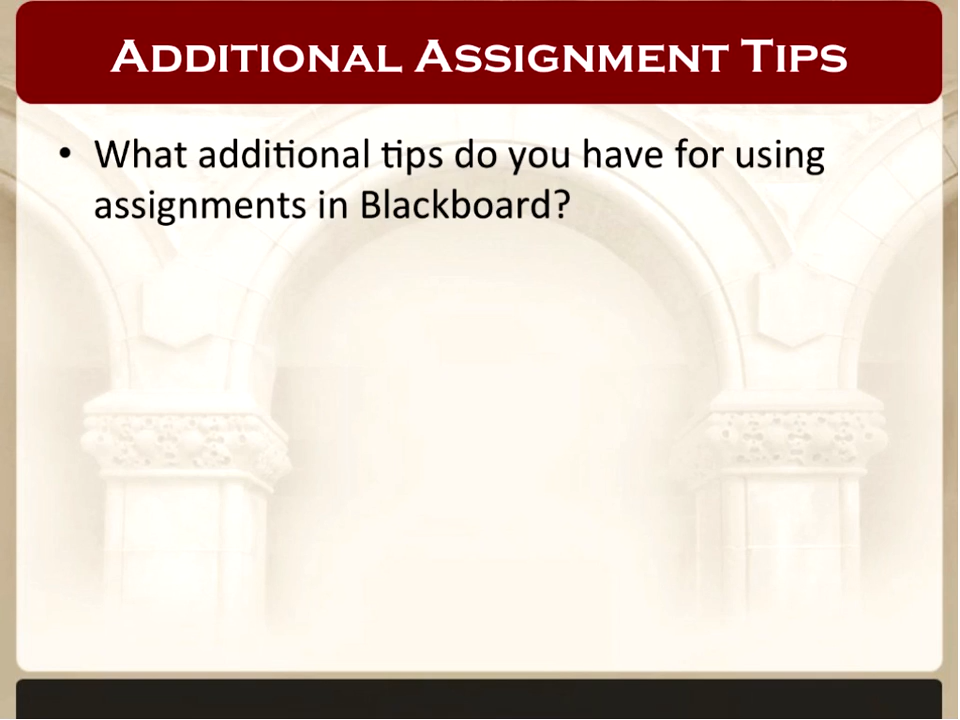 Additional Assignment Tips
• What additional tips do you have for using
assignments in Blackboard?